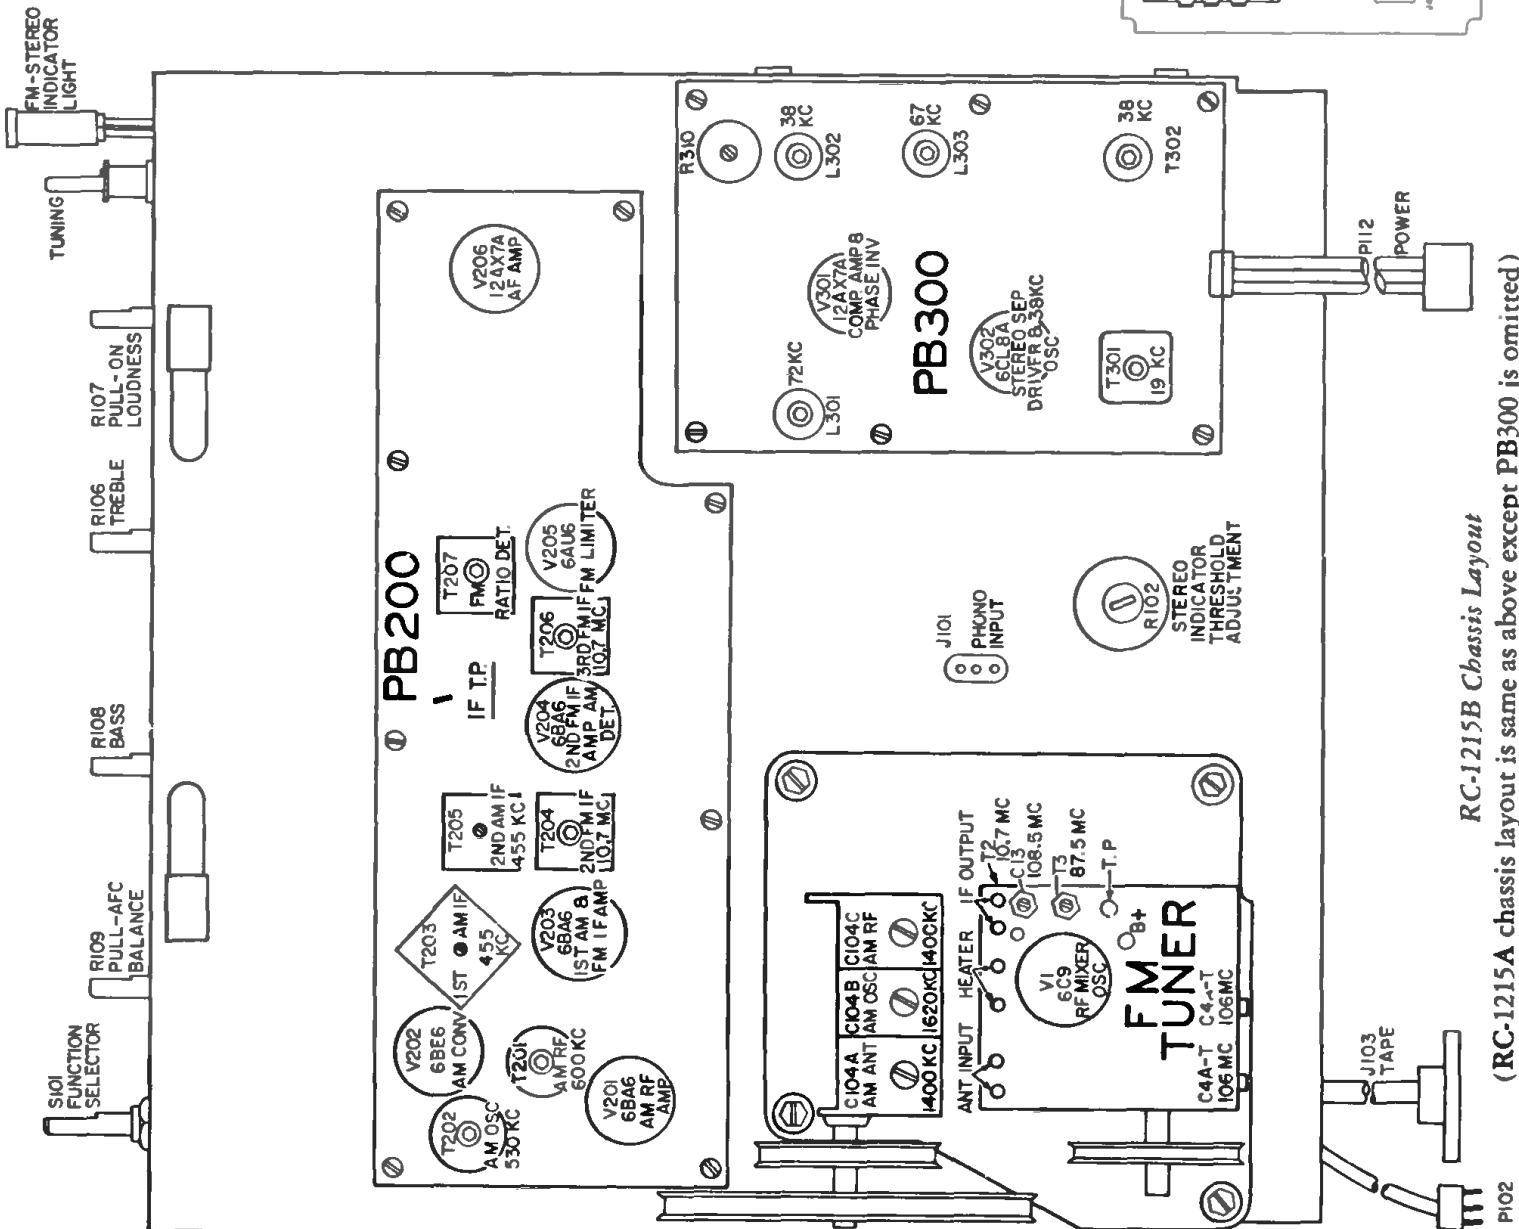 S101
FUNCTION
SELECTOR
R109
PULL-AFC
BALANCE
R108
BASS
R106
TREBLE
R107
PULL-ON
LOUDNESS
TUNING
FM-STEREO
INDICATOR
LIGHT
PB200
IF T.P.
T202
AM OSC
530 KC
V202
6BE6
AM CONV
T201
AM RF
600 KC
V201
6BA6
AM RF
AMP
T203
1ST AM IF
455
KC
V203
6BA6
1ST AM &
FM IF AMP
T205
2ND AM IF
455 KC
T204
2ND FM IF
10.7 MC
V204
6BA6
2ND FM IF
AMP AM
DET.
T206
3RD FM IF
10.7 MC
T207
FM
RATIO DET.
V205
6AU6
FM LIMITER
V206
12AX7A
AF AMP
PB300
R310
38
KC
L302
67
KC
L303
38
KC
T302
V301
12AX7A
COMP. AMP &
PHASE INV
72KC
L301
V302
6CL8A
STEREO SEP
DRIVER & 38KC
OSC
T301
19 KC
P112
POWER
J101
PHONO
INPUT
R102
STEREO
INDICATOR
THRESHOLD
ADJUSTMENT
C104A
AM ANT
1400 KC
C104B
AM OSC
1620KC
C104C
AM RF
1400KC
ANT INPUT
HEATER
IF OUTPUT
T2
10.7 MC
C13
108.5 MC
T3
87.5 MC
T.P
B+
V1
6C9
RF MIXER
OSC
FM
TUNER
C4A-T
106 MC
C4A-T
106MC
J103
TAPE
P102
RC-1215B Chassis Layout
(RC-1215A chassis layout is same as above except PB300 is omitted)